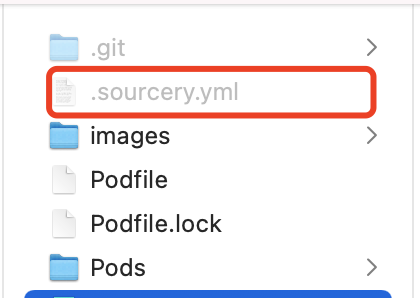 .git
.sourcery.yml
images
Podfile
Podfile.lock
Pods